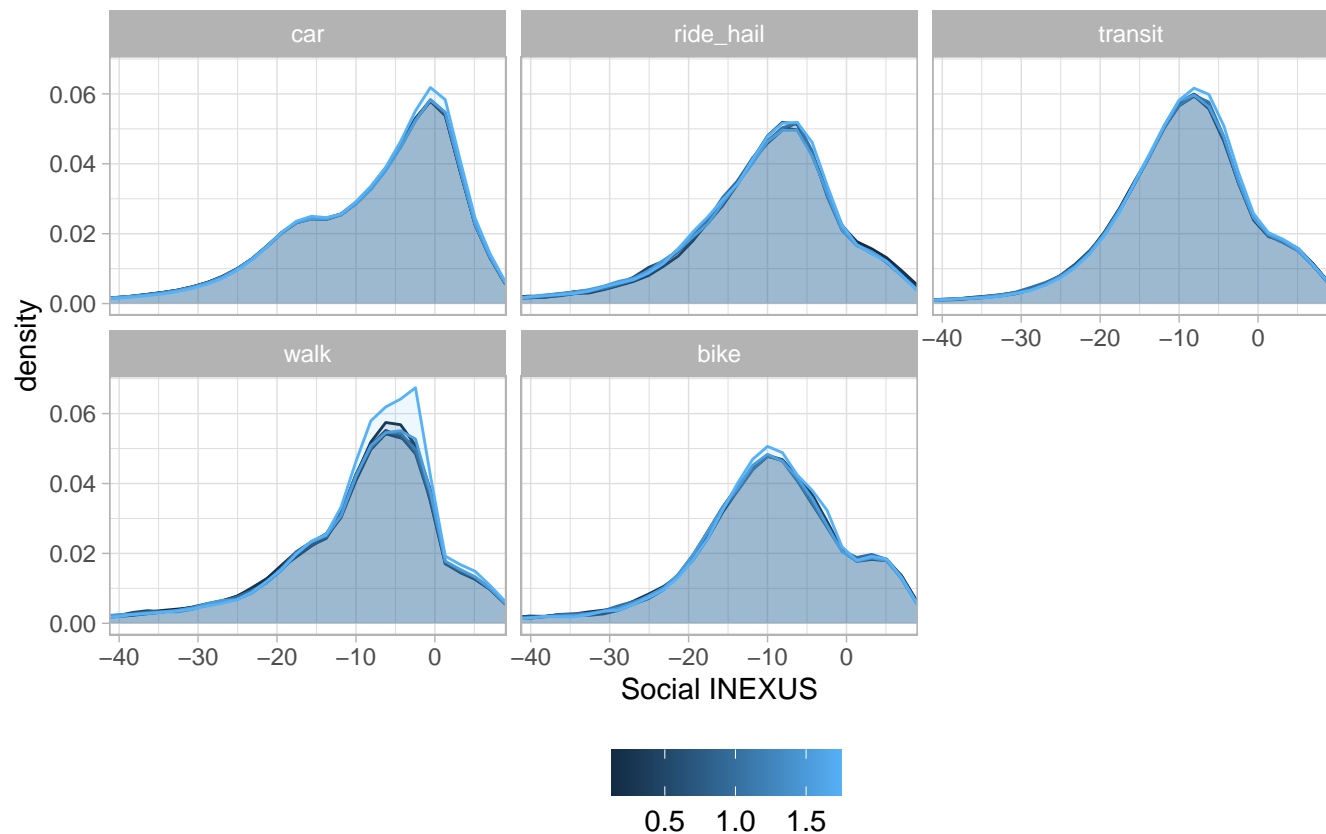 car ride_hail transit
0.06
0.04
0.02
0.00
−40 −30 −20 −10 0
walk bike
density
0.06
0.04
0.02
0.00
−40 −30 −20 −10 0 −40 −30 −20 −10 0
Social INEXUS
0.5 1.0 1.5